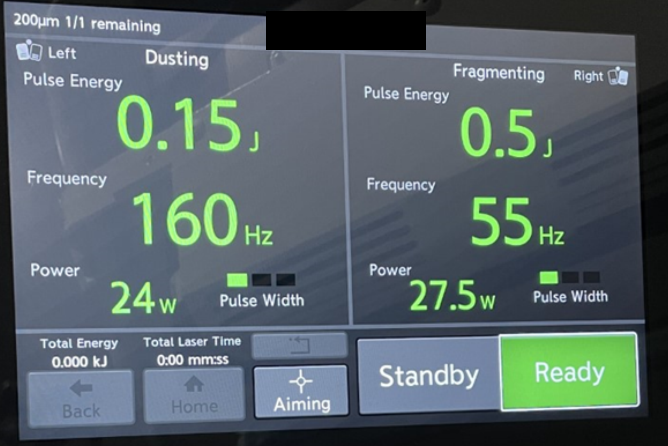 200µm 1/1 remaining
Left
Dusting
Pulse Energy
0.15 J
Frequency
160 Hz
Power
24 W
Pulse Width
Fragmenting
Right
Pulse Energy
0.5 J
Frequency
55 Hz
Power
27.5 W
Pulse Width
Total Energy
0.000 kJ
Total Laser Time
0:00 mm:ss
Back
Home
Aiming
Standby
Ready